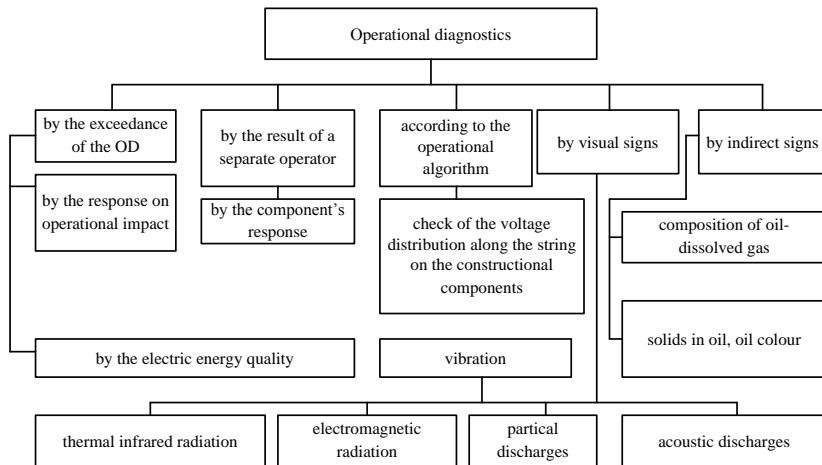 Operational diagnostics
by the exceedance
of the OD
by the result of a
separate operator
according to the
operational
algorithm
by visual signs
by indirect signs
by the response on
operational impact
by the component’s
response
check of the voltage
distribution along the string
on the constructional
components
composition of oil-
dissolved gas
solids in oil, oil colour
by the electric energy quality
vibration
thermal infrared radiation
electromagnetic
radiation
partical
discharges
acoustic discharges